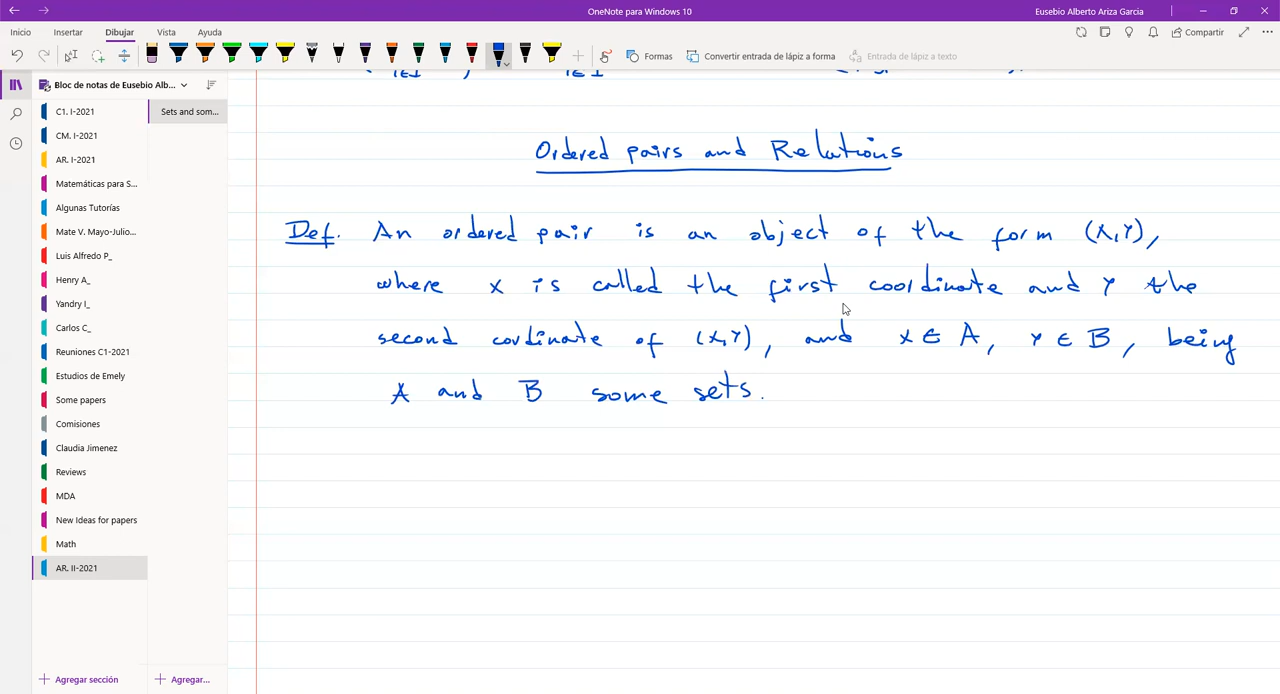 OneNote para Windows 10
Eusebio Alberto Ariza Garcia
Inicio
Insertar
Dibujar
Vista
Ayuda
Compartir
Formas
Convertir entrada de lápiz a forma
Entrada de lápiz a texto
Bloc de notas de Eusebio Alb...
C1. I-2021
CM. I-2021
AR. I-2021
Matemáticas para S...
Algunas Tutorías
Mate V. Mayo-Julio...
Luis Alfredo P_
Henry A_
Yandry I_
Carlos C_
Reuniones C1-2021
Estudios de Emely
Some papers
Comisiones
Claudia Jimenez
Reviews
MDA
New Ideas for papers
Math
AR. II-2021
Agregar sección
Sets and som...
Agregar...
Ordered pairs and Relations
Def. An ordered pair is an object of the form (x,y),
where x is called the first coordinate and y the
second cordinate of (x,y), and x ∈ A, y ∈ B, being
A and B some sets.